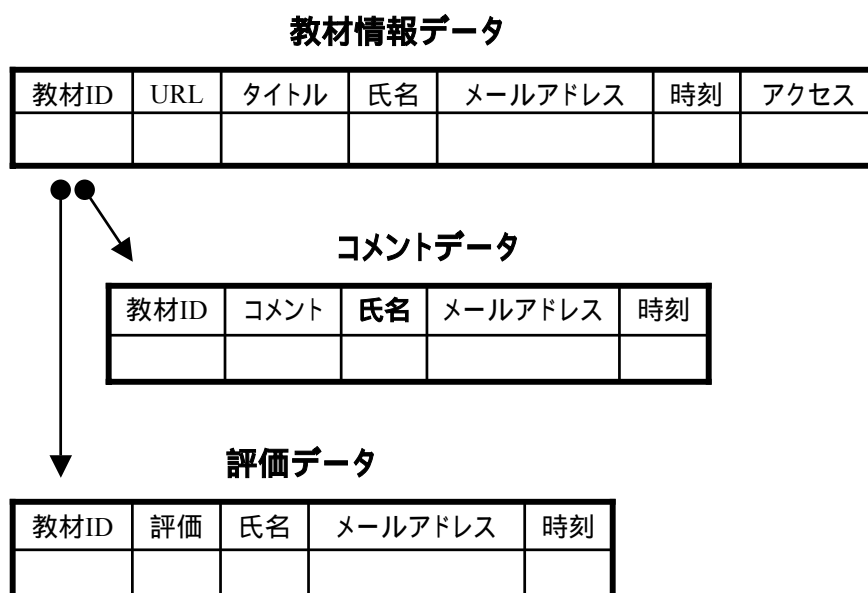 教材情報データ
教材ID URL タイトル 氏名 メールアドレス 時刻 アクセス
コメントデータ
教材ID コメント 氏名 メールアドレス 時刻
評価データ
教材ID 評価 氏名 メールアドレス 時刻